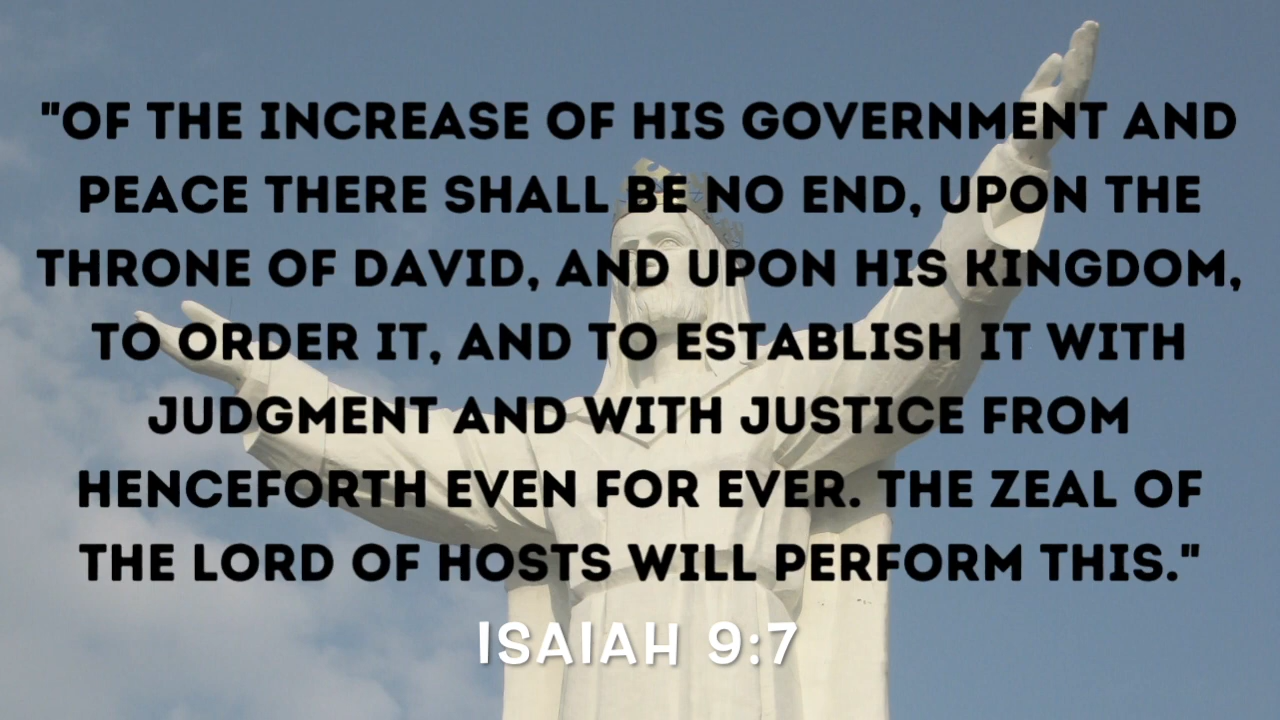 "OF THE INCREASE OF HIS GOVERNMENT AND
PEACE THERE SHALL BE NO END, UPON THE
THRONE OF DAVID, AND UPON HIS KINGDOM,
TO ORDER IT, AND TO ESTABLISH IT WITH
JUDGMENT AND WITH JUSTICE FROM
HENCEFORTH EVEN FOR EVER. THE ZEAL OF
THE LORD OF HOSTS WILL PERFORM THIS."
ISAIAH 9:7